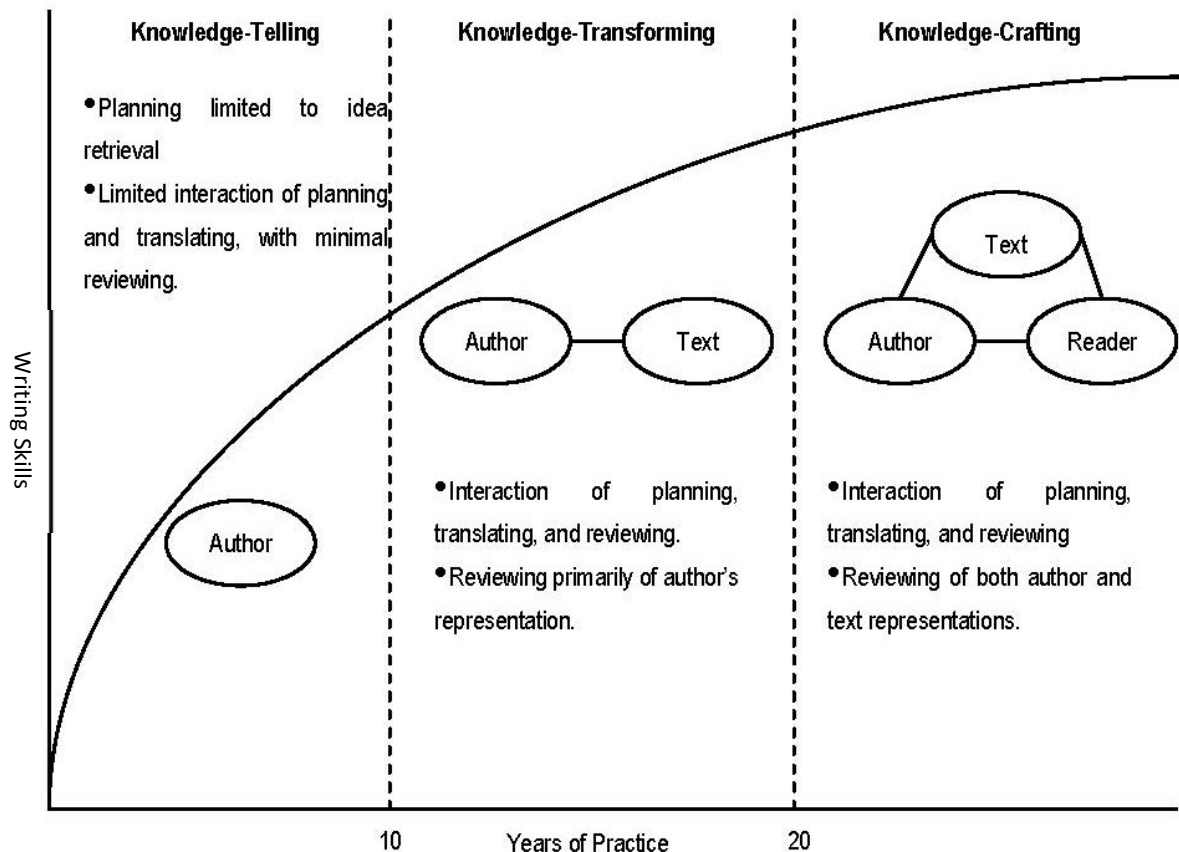 Knowledge-Telling
•Planning limited to idea
retrieval
•Limited interaction of planning
and translating, with minimal
reviewing.
Author
Knowledge-Transforming
Author
Text
•Interaction of planning,
translating, and reviewing.
•Reviewing primarily of author's
representation.
Knowledge-Crafting
Text
Author
Reader
•Interaction of planning,
translating, and reviewing
•Reviewing of both author and
text representations.
Writing Skills
10
Years of Practice
20